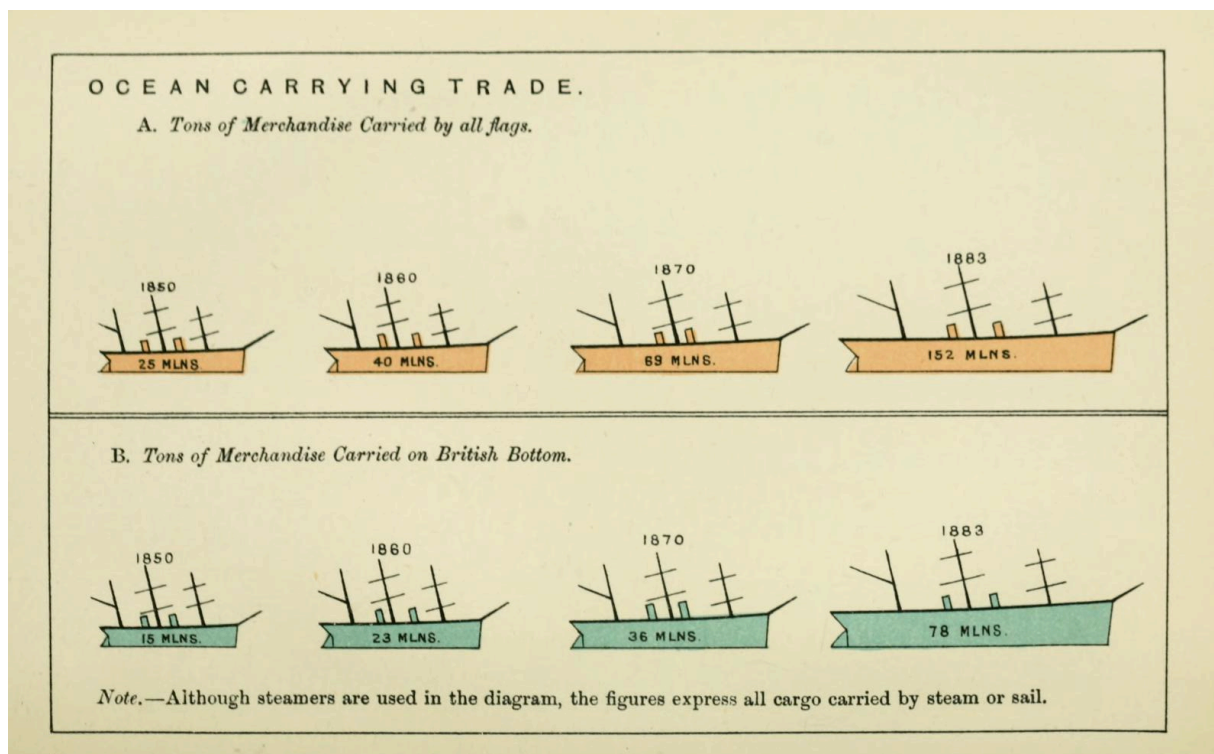 OCEAN CARRYING TRADE.
A. Tons of Merchandise Carried by all flags.
1850 1860 1870 1883
25 MLNS. 40 MLNS. 69 MLNS. 152 MLNS.
B. Tons of Merchandise Carried on British Bottom.
1850 1860 1870 1883
15 MLNS. 23 MLNS. 36 MLNS. 78 MLNS.
Note.—Although steamers are used in the diagram, the figures express all cargo carried by steam or sail.